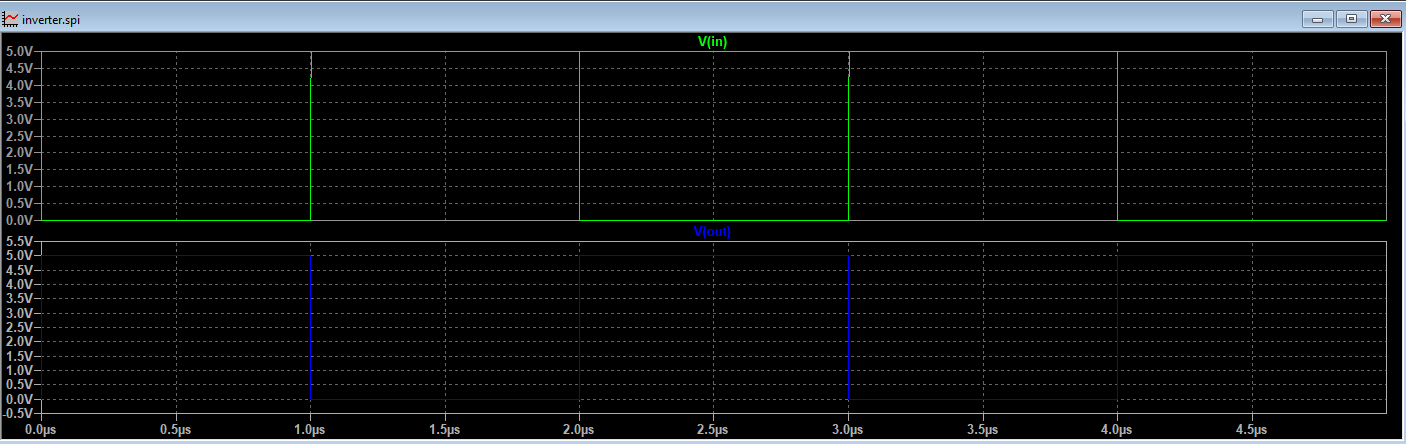 inverter.spi
V(in)
5.0V
4.5V
4.0V
3.5V
3.0V
2.5V
2.0V
1.5V
1.0V
0.5V
0.0V
V(out)
5.5V
5.0V
4.5V
4.0V
3.5V
3.0V
2.5V
2.0V
1.5V
1.0V
0.5V
0.0V
-0.5V
0.0µs 0.5µs 1.0µs 1.5µs 2.0µs 2.5µs 3.0µs 3.5µs 4.0µs 4.5µs